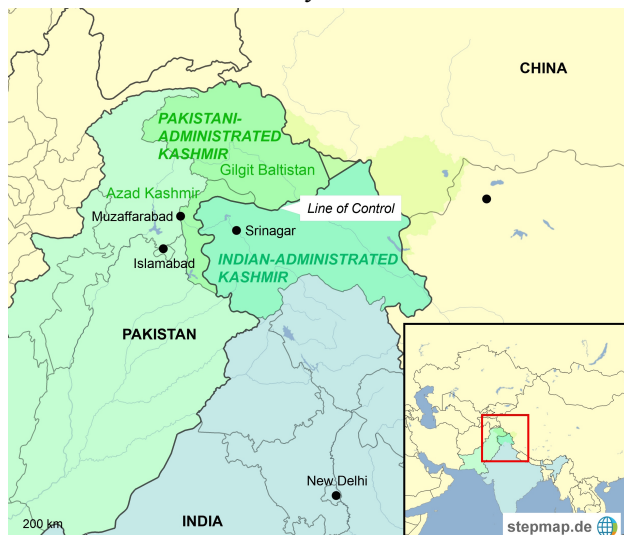 CHINA
PAKISTANI-
ADMINISTRATED
KASHMIR
Gilgit Baltistan
Azad Kashmir
Muzaffarabad
Line of Control
Srinagar
Islamabad
INDIAN-ADMINISTRATED
KASHMIR
PAKISTAN
New Delhi
200 km
INDIA
stepmap.de